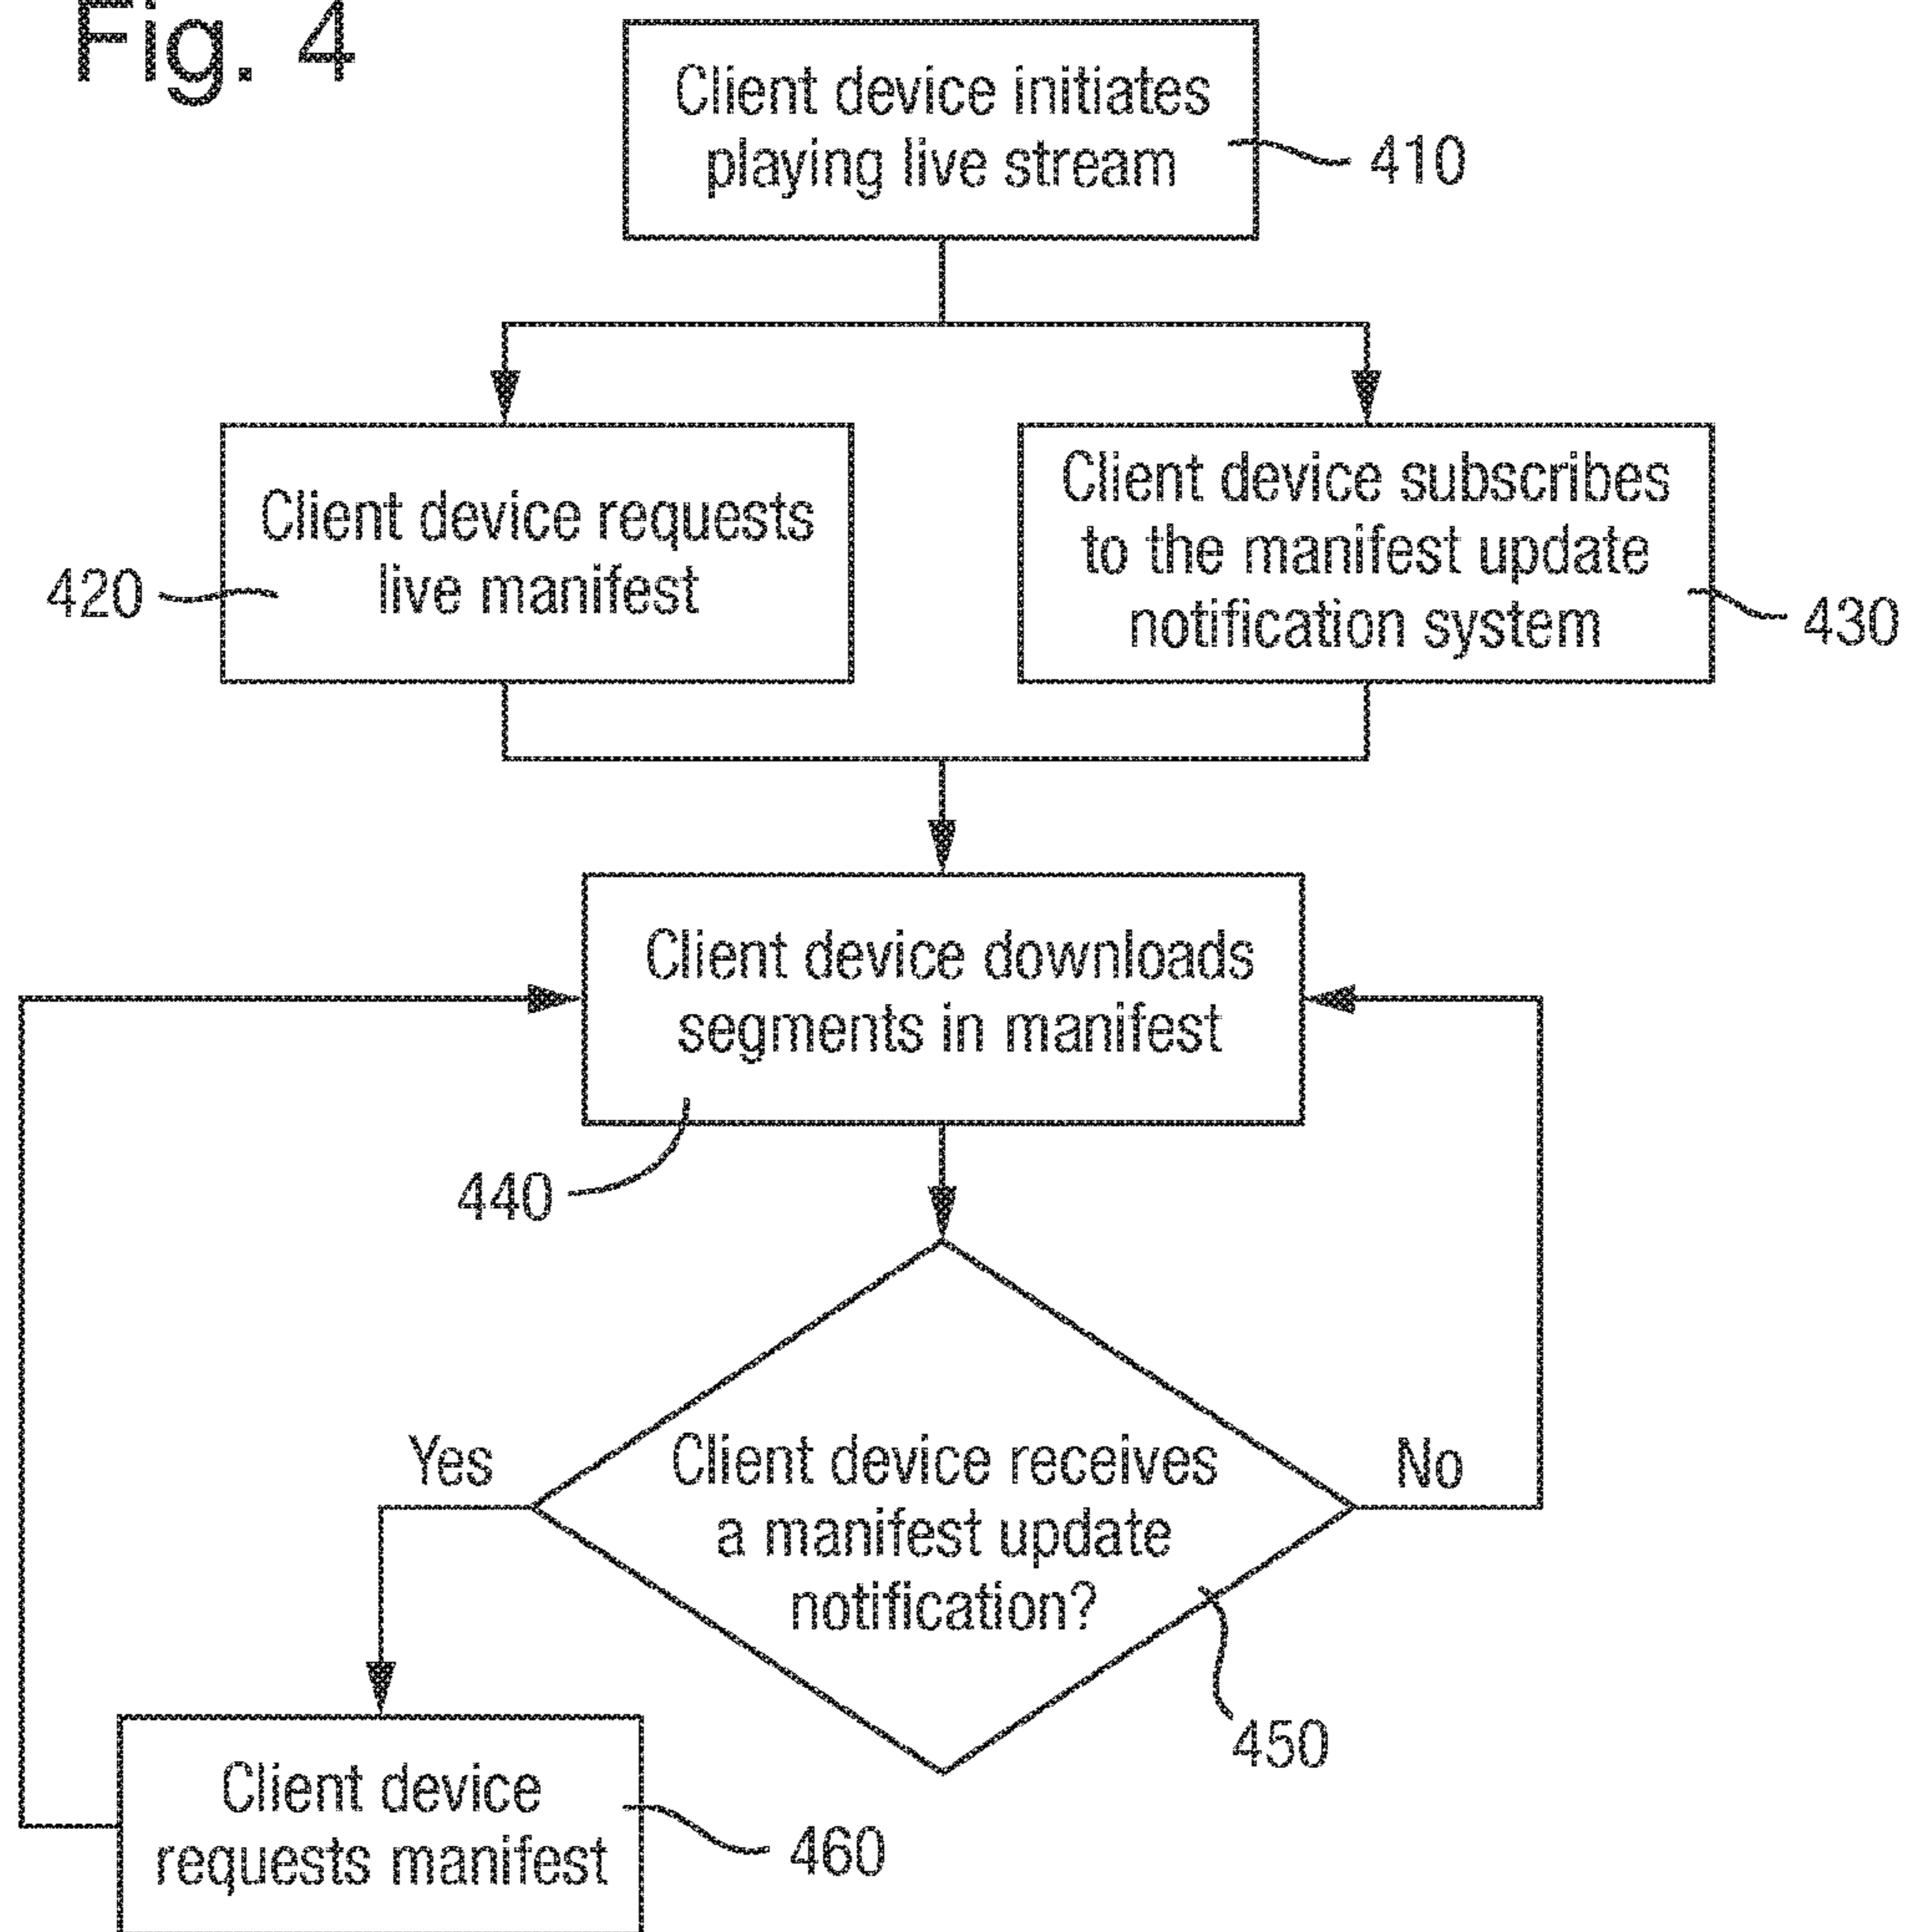 Fig. 4
Client device initiates
playing live stream
410
Client device requests
live manifest
420
Client device subscribes
to the manifest update
notification system
430
Client device downloads
segments in manifest
440
Client device receives
a manifest update
notification?
Yes
No
450
Client device
requests manifest
460